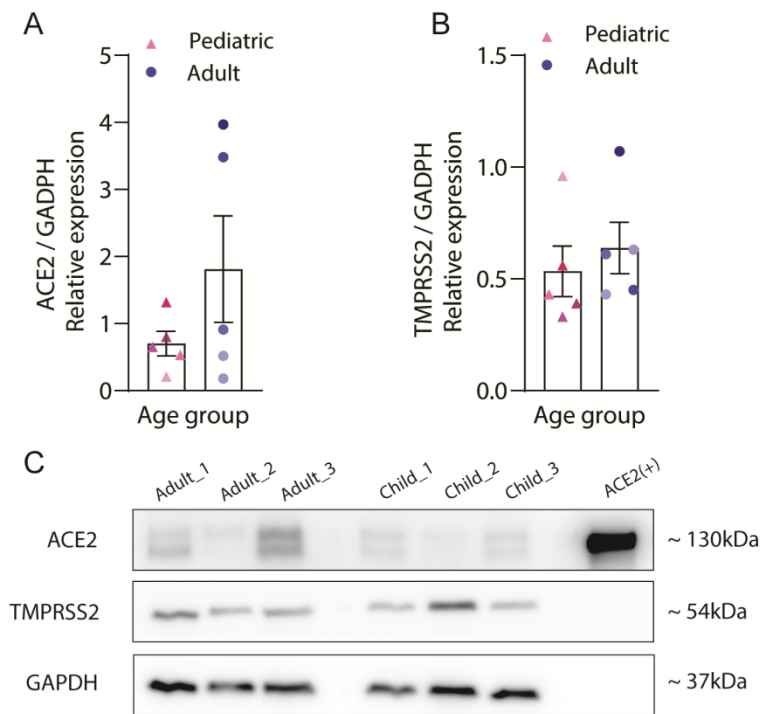 A
Pediatric
Adult
ACE2 / GADPH
Relative expression
5
4
3
2
1
0
Age group
B
Pediatric
Adult
TMPRSS2 / GADPH
Relative expression
1.5
1.0
0.5
0.0
Age group
C
Adult_1 Adult_2 Adult_3 Child_1 Child_2 Child_3 ACE2(+)
ACE2 ~ 130kDa
TMPRSS2 ~ 54kDa
GAPDH ~ 37kDa